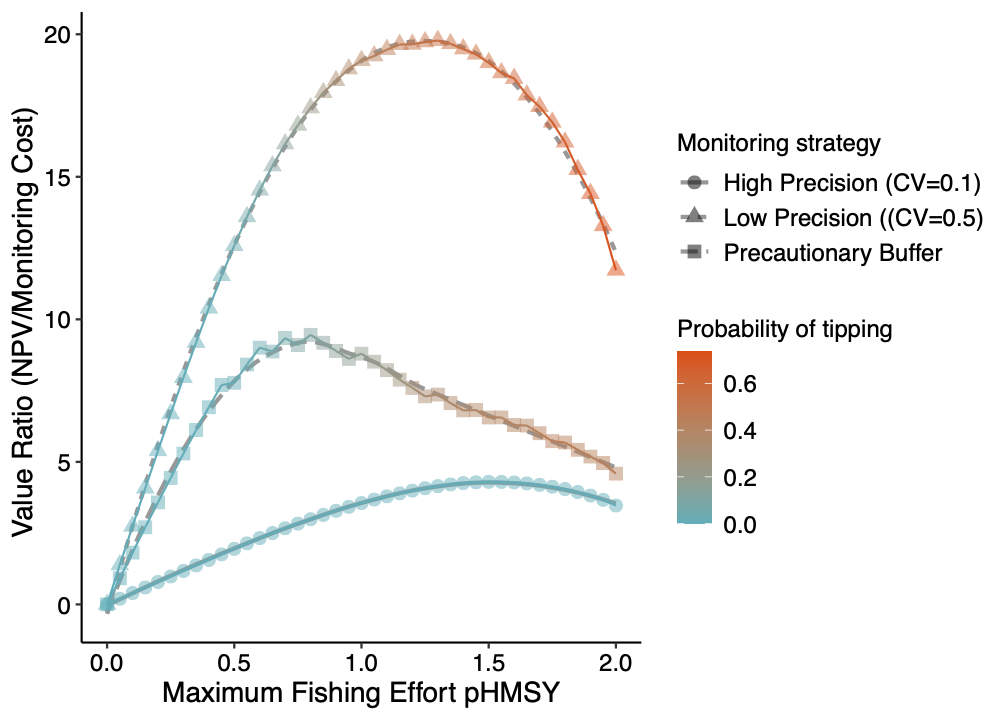 20
15
10
5
0
Value Ratio (NPV/Monitoring Cost)
0.0 0.5 1.0 1.5 2.0
Maximum Fishing Effort pHMSY
Monitoring strategy
High Precision (CV=0.1)
Low Precision ((CV=0.5)
Precautionary Buffer
Probability of tipping
0.6
0.4
0.2
0.0